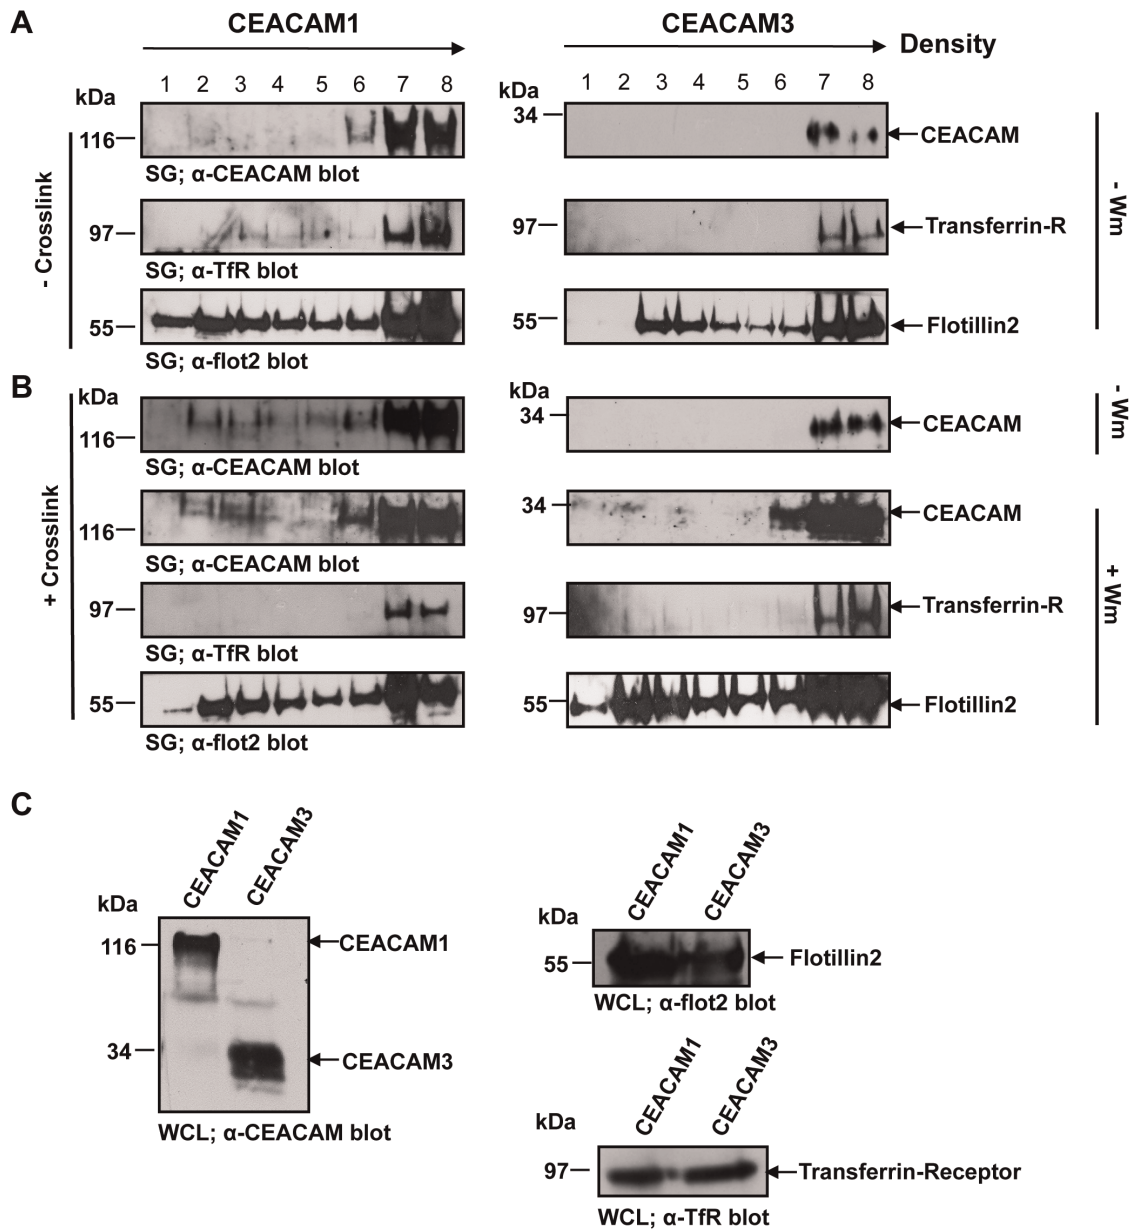 A
CEACAM1
CEACAM3
Density
kDa
1 2 3 4 5 6 7 8
1 2 3 4 5 6 7 8
116
34
CEACAM
SG; α-CEACAM blot
97
97
Transferrin-R
SG; α-TfR blot
55
55
Flotillin2
SG; α-flot2 blot
- Crosslink
- Wm
B
kDa
kDa
116
34
CEACAM
SG; α-CEACAM blot
- Wm
116
34
CEACAM
SG; α-CEACAM blot
97
97
Transferrin-R
SG; α-TfR blot
55
55
Flotillin2
SG; α-flot2 blot
+ Crosslink
+ Wm
C
CEACAM1
CEACAM3
kDa
116
CEACAM1
34
CEACAM3
WCL; α-CEACAM blot
CEACAM1
CEACAM3
kDa
55
Flotillin2
WCL; α-flot2 blot
CEACAM1
CEACAM3
kDa
97
Transferrin-Receptor
WCL; α-TfR blot